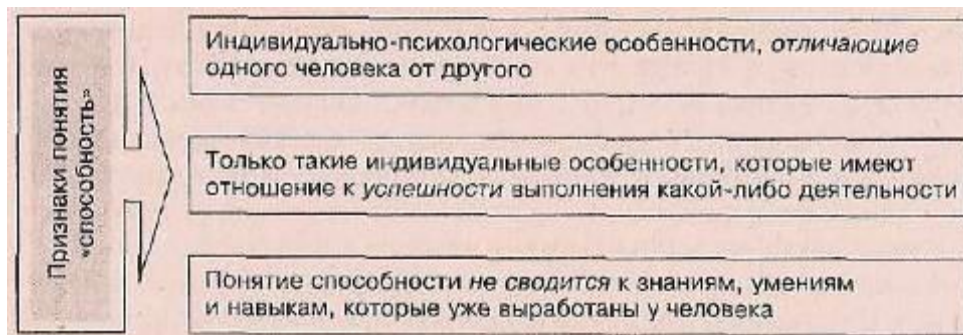 Признаки понятия
«способность»
Индивидуально-психологические особенности, отличающие
одного человека от другого
Только такие индивидуальные особенности, которые имеют
отношение к успешности выполнения какой-либо деятельности
Понятие способности не сводится к знаниям, умениям
и навыкам, которые уже выработаны у человека